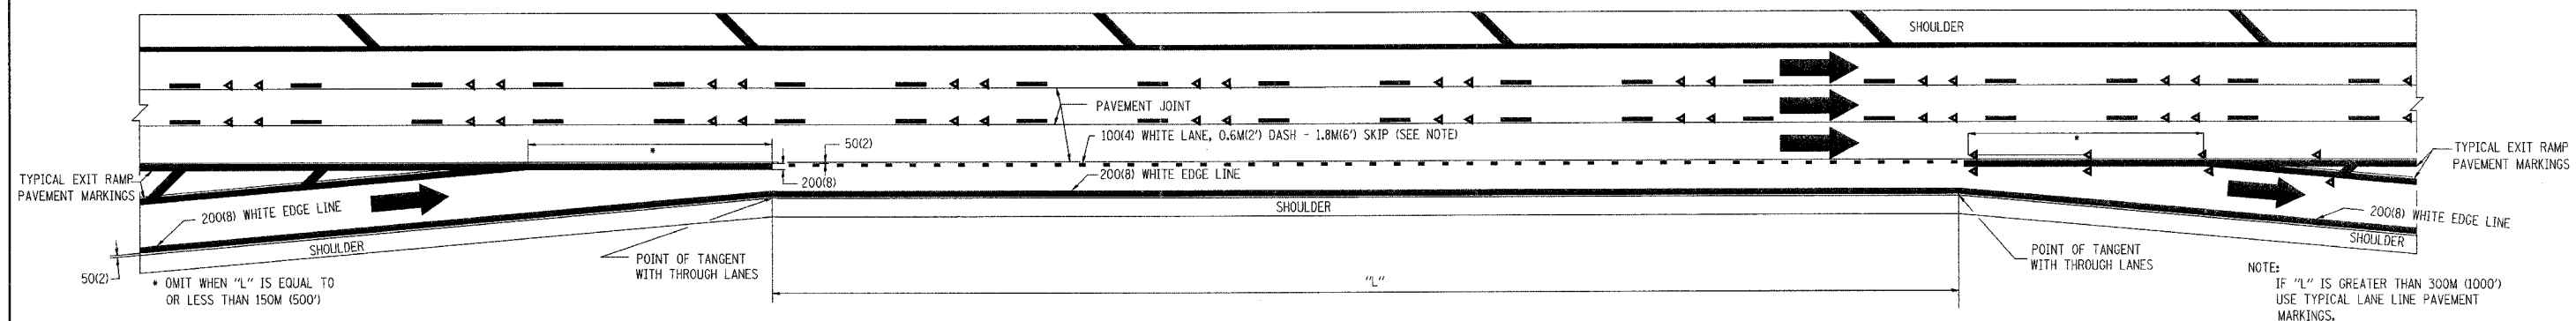 SHOULDER
PAVEMENT JOINT
100(4) WHITE LANE, 0.6M(2') DASH - 1.8M(6') SKIP (SEE NOTE)
*
50(2)
*
TYPICAL EXIT RAMP
PAVEMENT MARKINGS
TYPICAL EXIT RAMP
PAVEMENT MARKINGS
200(8)
200(8) WHITE EDGE LINE
200(8) WHITE EDGE LINE
SHOULDER
200(8) WHITE EDGE LINE
SHOULDER
SHOULDER
POINT OF TANGENT
WITH THROUGH LANES
POINT OF TANGENT
WITH THROUGH LANES
50(2)
* OMIT WHEN "L" IS EQUAL TO
OR LESS THAN 150M (500')
"L"
NOTE:
IF "L" IS GREATER THAN 300M (1000')
USE TYPICAL LANE LINE PAVEMENT
MARKINGS.